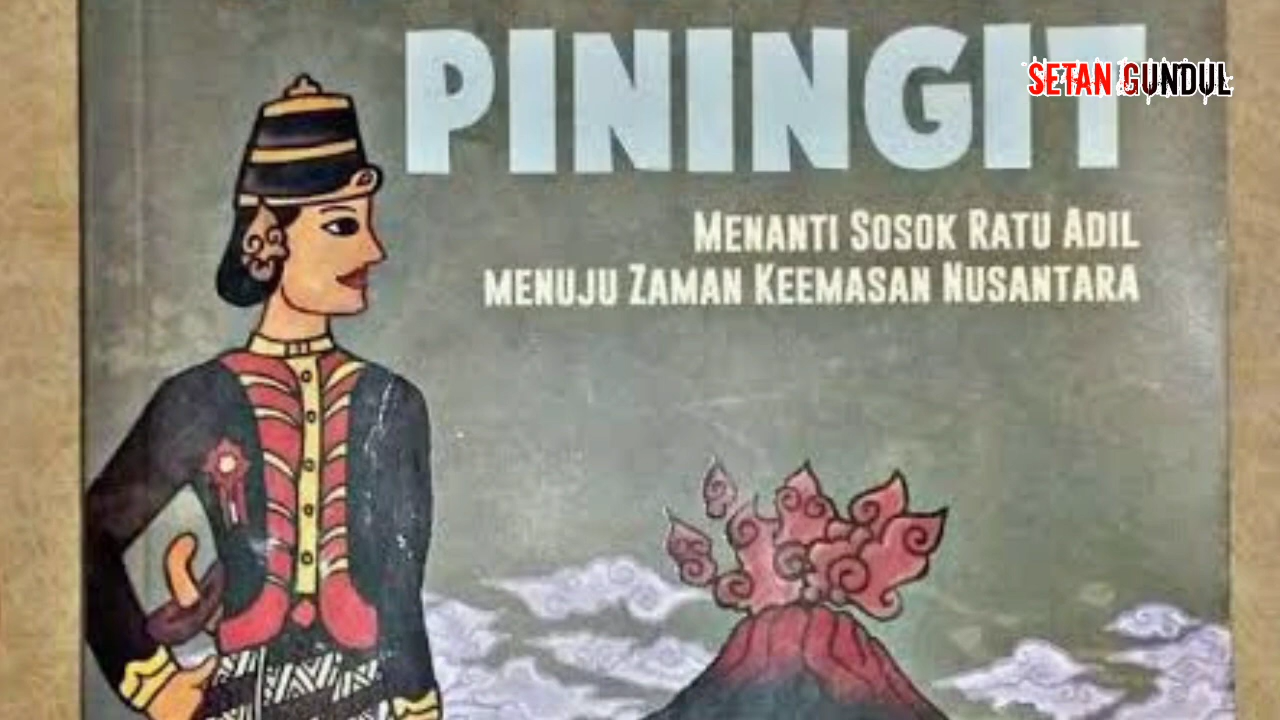 PININGIT
SETAN GUNDUL
MENANTI SOSOK RATU ADIL
MENUJU ZAMAN KEEMASAN NUSANTARA